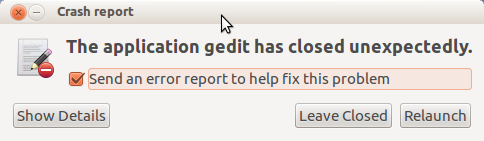 Crash report
The application gedit has closed unexpectedly.
Send an error report to help fix this problem
Show Details Leave Closed Relaunch